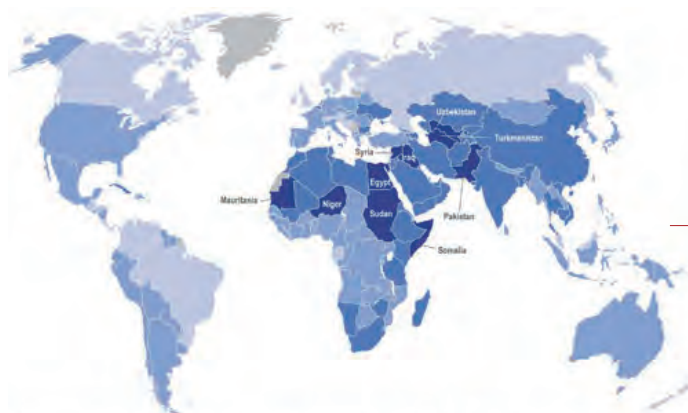 Uzbekistan
Turkmenistan
Syria
Iraq
Egypt
Mauritania
Niger
Sudan
Pakistan
Somalia